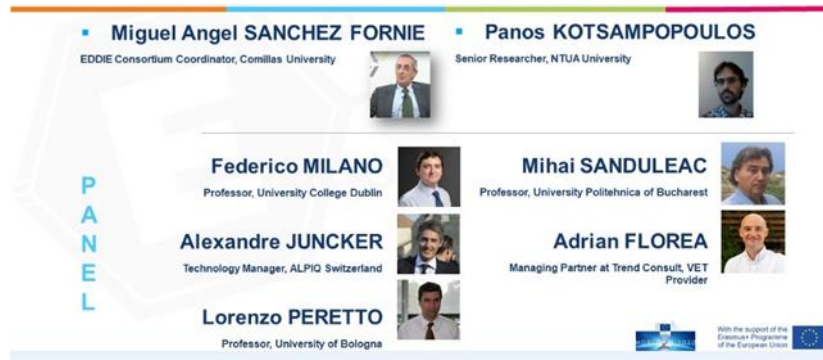 Miguel Angel SANCHEZ FORNIE
EDDIE Consortium Coordinator, Comillas University
Panos KOTSAMPOPOULOS
Senior Researcher, NTUA University
PANEL
Federico MILANO
Professor, University College Dublin
Mihai SANDULEAC
Professor, University Politehnica of Bucharest
Alexandre JUNCKER
Technology Manager, ALPIQ Switzerland
Adrian FLOREA
Managing Partner at Trend Consult, VET
Provider
Lorenzo PERETTO
Professor, University of Bologna
With the support of the
Erasmus+ Programme
of the European Union